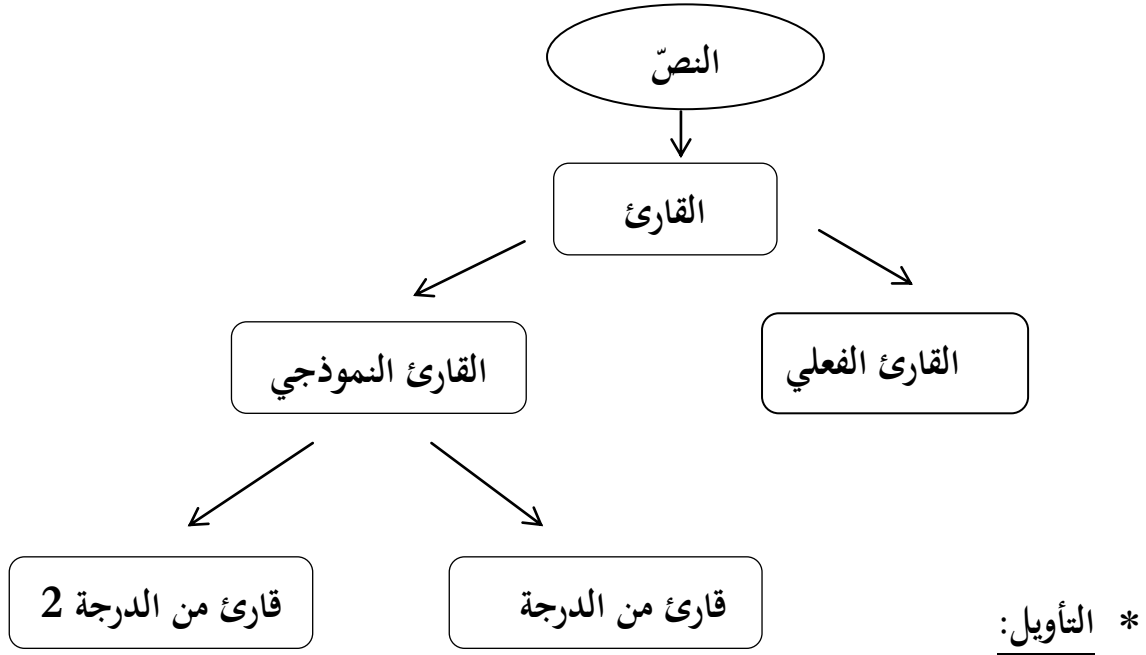 النصّ
القارئ
القارئ الفعلي
القارئ النموذجي
قارئ من الدرجة
قارئ من الدرجة 2
* التأويل: